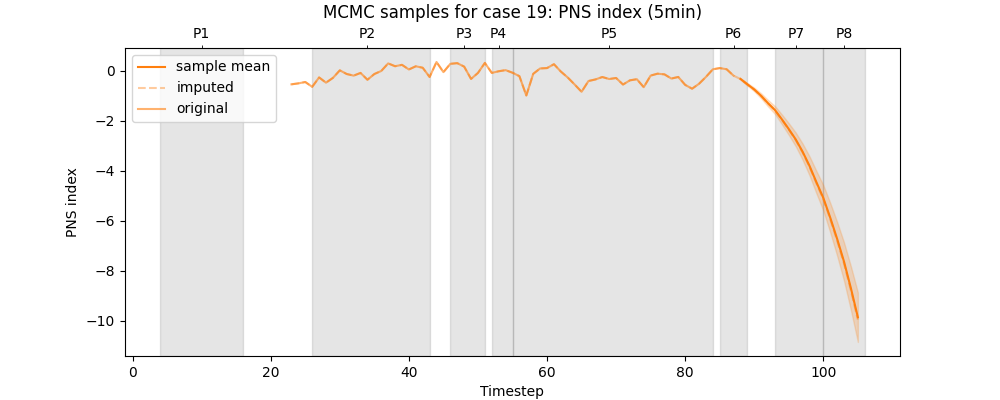 MCMC samples for case 19: PNS index (5min)
P1 P2 P3 P4 P5 P6 P7 P8
sample mean
imputed
original
0
−2
−4
−6
−8
−10
PNS index
0 20 40 60 80 100
Timestep